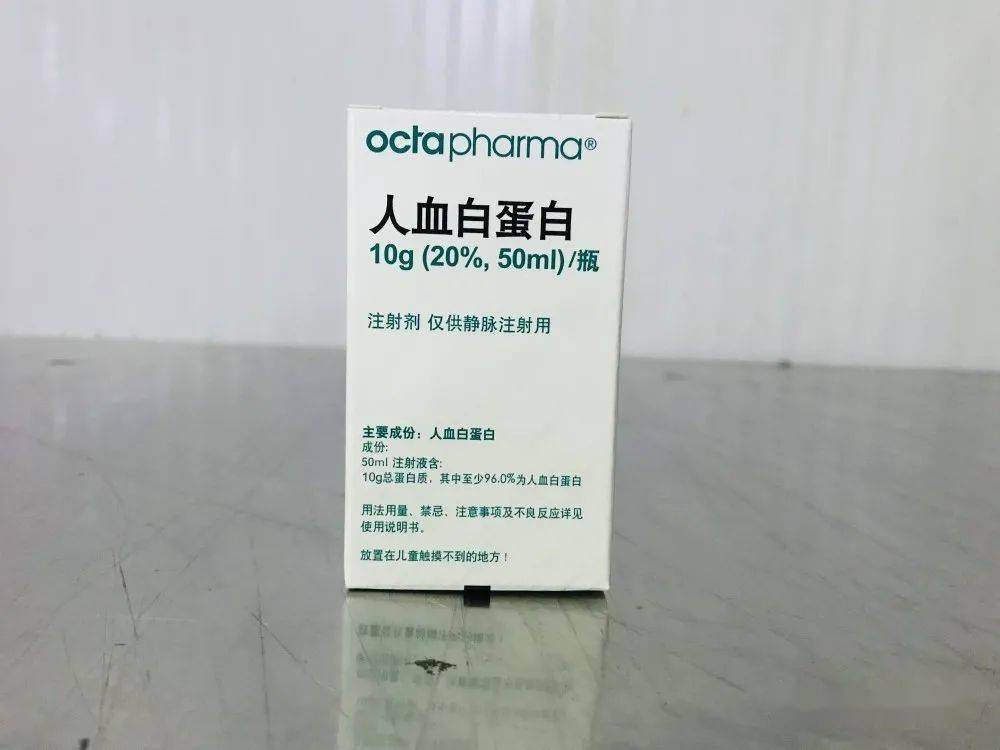 octapharma®
人血白蛋白
10g (20%, 50ml)/瓶
注射剂 仅供静脉注射用
主要成份：人血白蛋白
成份:
50ml 注射液含:
10g总蛋白质，其中至少96.0%为人血白蛋白
用法用量、禁忌、注意事项及不良反应详见
使用说明书。
放置在儿童触摸不到的地方！